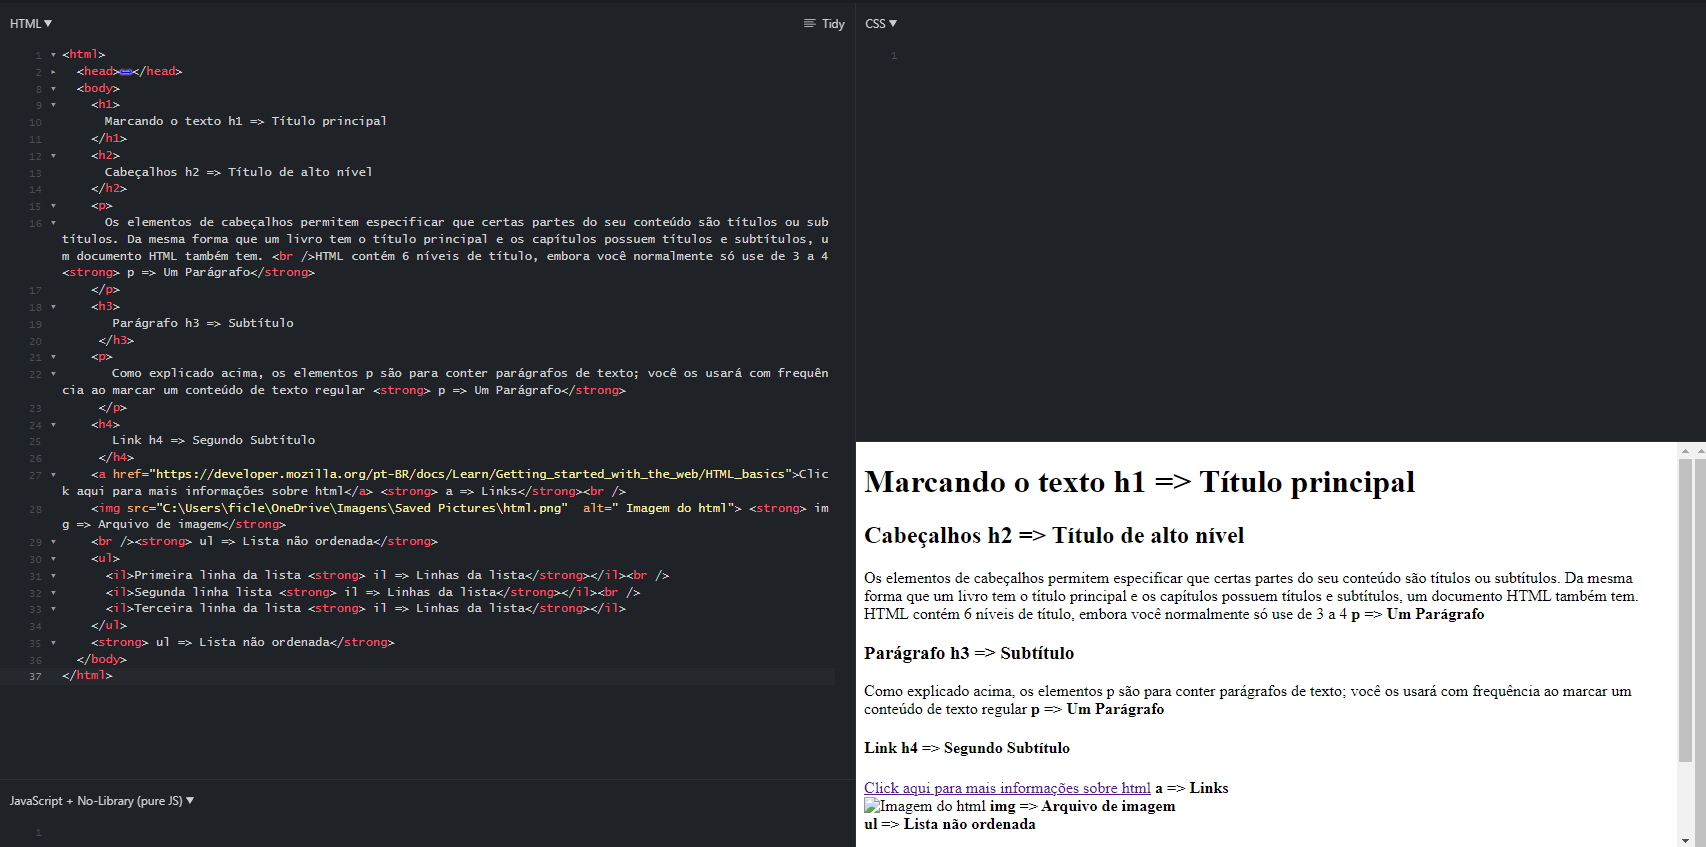 HTML ▼
Tidy
1 <html>
2 <head></head>
8 <body>
9 <h1>
10 Marcando o texto h1 => Título principal
11 </h1>
12 <h2>
13 Cabeçalhos h2 => Título de alto nível
14 </h2>
15 <p>
16 Os elementos de cabeçalhos permitem especificar que certas partes do seu conteúdo são títulos ou sub
títulos. Da mesma forma que um livro tem o título principal e os capítulos possuem títulos e subtítulos, u
m documento HTML também tem. <br />HTML contém 6 níveis de título, embora você normalmente só use de 3 a 4
<strong> p => Um Parágrafo</strong>
17 </p>
18 <h3>
19 Parágrafo h3 => Subtítulo
20 </h3>
21 <p>
22 Como explicado acima, os elementos p são para conter parágrafos de texto; você os usará com frequên
cia ao marcar um conteúdo de texto regular <strong> p => Um Parágrafo</strong>
23 </p>
24 <h4>
25 Link h4 => Segundo Subtítulo
26 </h4>
27 <a href="https://developer.mozilla.org/pt-BR/docs/Learn/Getting_started_with_the_web/HTML_basics">Clic
k aqui para mais informações sobre html</a> <strong> a => Links</strong><br />
28 <img src="C:\Users\ficle\OneDrive\Imagens\Saved Pictures\html.png"  alt=" Imagem do html"> <strong> im
g => Arquivo de imagem</strong>
29 <br /><strong> ul => Lista não ordenada</strong>
30 <ul>
31 <il>Primeira linha da lista <strong> il => Linhas da lista</strong></il><br />
32 <il>Segunda linha lista <strong> il => Linhas da lista</strong></il><br />
33 <il>Terceira linha da lista <strong> il => Linhas da lista</strong></il>
34 </ul>
35 <strong> ul => Lista não ordenada</strong>
36 </body>
37 </html>
JavaScript + No-Library (pure JS) ▼
1
CSS ▼
1
Marcando o texto h1 => Título principal
Cabeçalhos h2 => Título de alto nível
Os elementos de cabeçalhos permitem especificar que certas partes do seu conteúdo são títulos ou subtítulos. Da mesma
forma que um livro tem o título principal e os capítulos possuem títulos e subtítulos, um documento HTML também tem.
HTML contém 6 níveis de título, embora você normalmente só use de 3 a 4 p => Um Parágrafo
Parágrafo h3 => Subtítulo
Como explicado acima, os elementos p são para conter parágrafos de texto; você os usará com frequência ao marcar um
conteúdo de texto regular p => Um Parágrafo
Link h4 => Segundo Subtítulo
Click aqui para mais informações sobre html a => Links
Imagem do html img => Arquivo de imagem
ul => Lista não ordenada